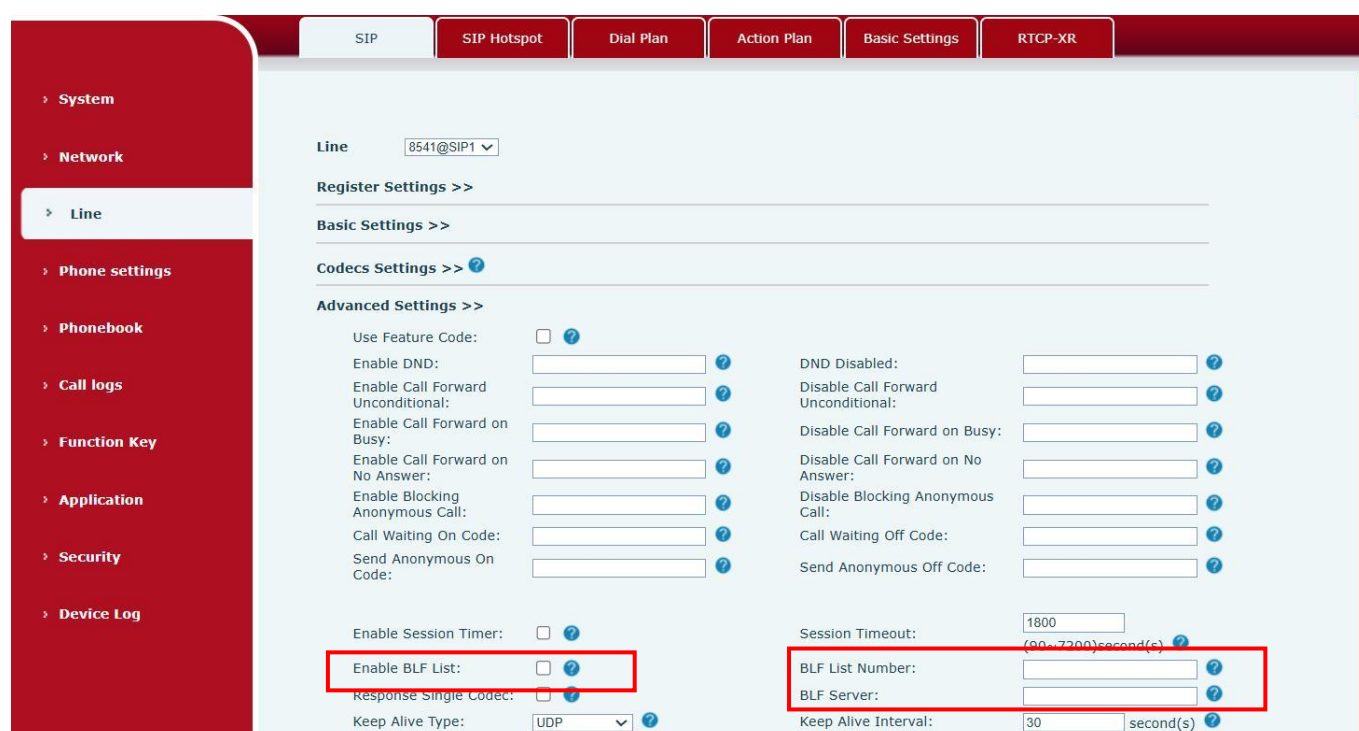 SIP SIP Hotspot Dial Plan Action Plan Basic Settings RTCP-XR
› System
› Network
› Line
› Phone settings
› Phonebook
› Call logs
› Function Key
› Application
› Security
› Device Log
Line 8541@SIP1
Register Settings >>
Basic Settings >>
Codecs Settings >> ?
Advanced Settings >>
Use Feature Code: ?
Enable DND: ? DND Disabled: ?
Enable Call Forward
Unconditional: ? Disable Call Forward
Unconditional: ?
Enable Call Forward on
Busy: ? Disable Call Forward on Busy: ?
Enable Call Forward on
No Answer: ? Disable Call Forward on No
Answer: ?
Enable Blocking
Anonymous Call: ? Disable Blocking Anonymous
Call: ?
Call Waiting On Code: ? Call Waiting Off Code: ?
Send Anonymous On
Code: ? Send Anonymous Off Code: ?
Enable Session Timer: ? Session Timeout: 1800
(90~7200)second(s) ?
Enable BLF List: ? BLF List Number: ?
Response Single Codec: ? BLF Server: ?
Keep Alive Type: UDP ? Keep Alive Interval: 30 second(s) ?